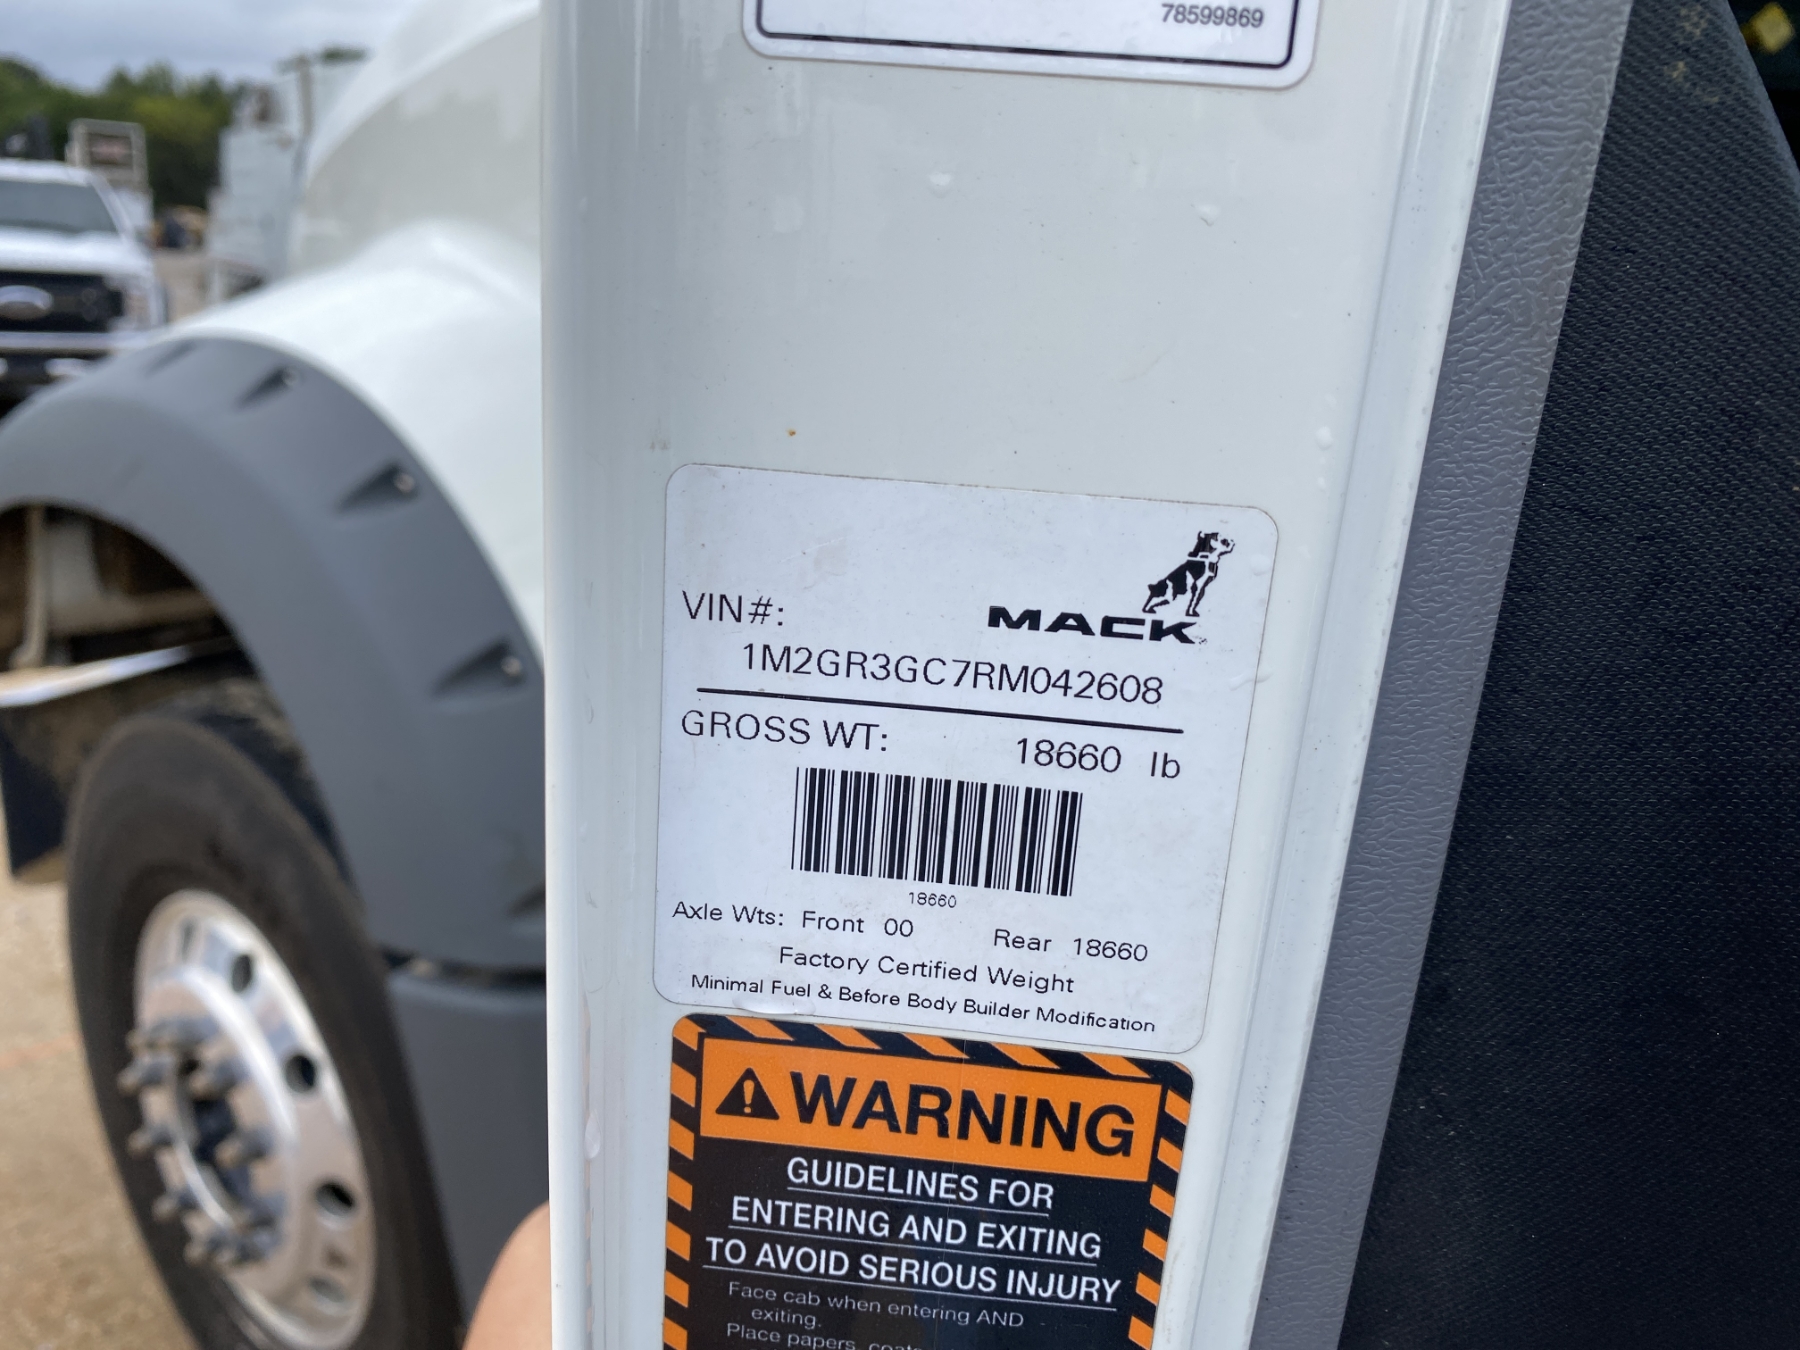 78599869
MACK
VIN#:
1M2GR3GC7RM042608
GROSS WT: 18660 lb
18660
Axle Wts: Front 00 Rear 18660
Factory Certified Weight
Minimal Fuel & Before Body Builder Modification
WARNING
GUIDELINES FOR
ENTERING AND EXITING
TO AVOID SERIOUS INJURY
Face cab when entering AND
exiting.
Place papers,